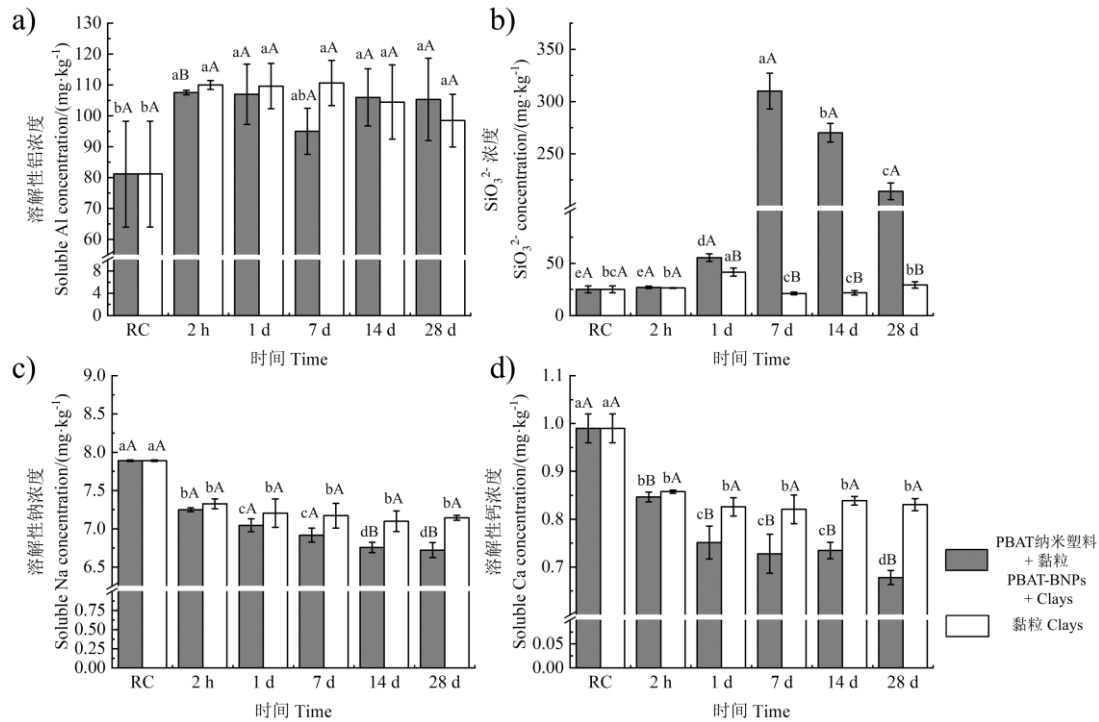 a)
溶解性铝浓度
Soluble Al concentration/(mg·kg⁻¹)
130
120
110
100
90
80
70
60
8
4
0
bA bA
aB aA
aA aA
abA aA
aA aA
aA aA
RC 2 h 1 d 7 d 14 d 28 d
时间 Time
b)
SiO₃²⁻ 浓度
SiO₃²⁻ concentration/(mg·kg⁻¹)
375
350
300
250
50
0
eA bcA
eA bA
dA aB
aA cB
bA cB
cA bB
RC 2 h 1 d 7 d 14 d 28 d
时间 Time
c)
溶解性钠浓度
Soluble Na concentration/(mg·kg⁻¹)
9.0
8.5
8.0
7.5
7.0
6.5
0.75
0.50
0.25
0.00
aA aA
bA bA
cA bA
cA bA
dB bA
dB bA
RC 2 h 1 d 7 d 14 d 28 d
时间 Time
d)
溶解性钙浓度
Soluble Ca concentration/(mg·kg⁻¹)
1.1
1.0
0.9
0.8
0.7
0.05
0.00
aA aA
bB bA
cB bA
cB bA
cB bA
dB bA
RC 2 h 1 d 7 d 14 d 28 d
时间 Time
PBAT纳米塑料
+ 黏粒
PBAT-BNPs
+ Clays
黏粒 Clays